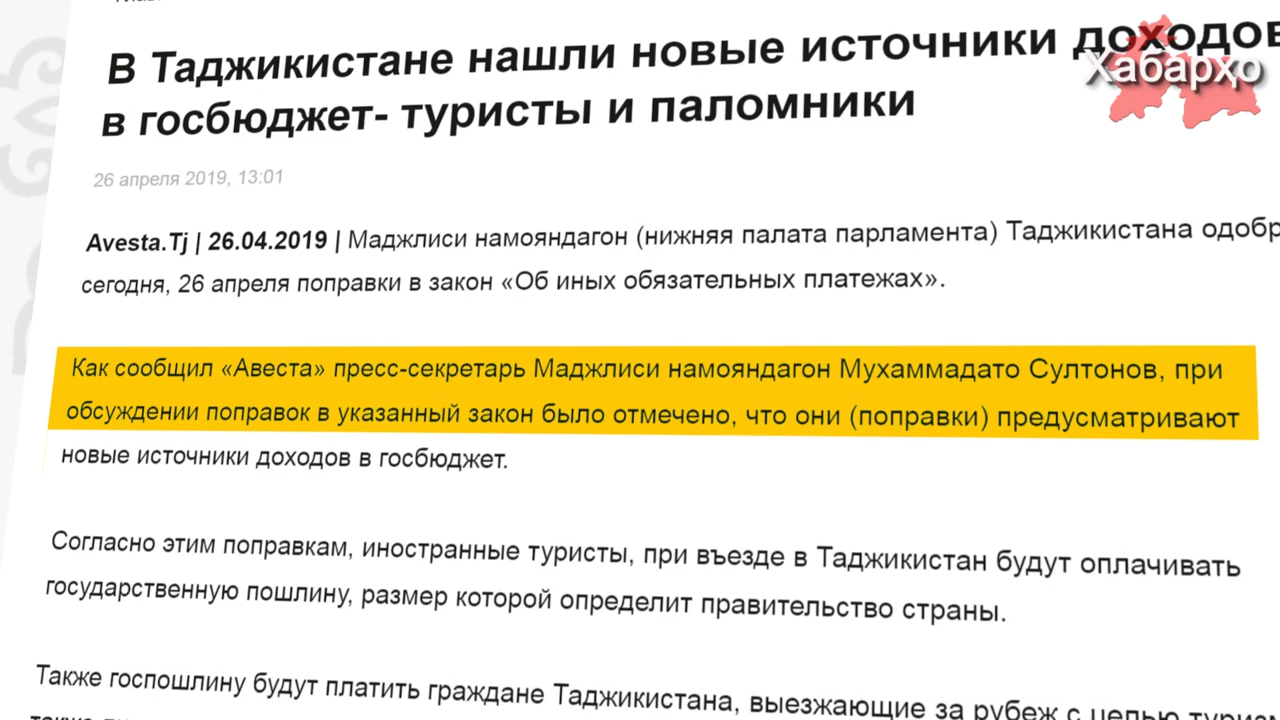 В Таджикистане нашли новые источники доходов
в госбюджет- туристы и паломники
Хабарҳо
26 апреля 2019, 13:01
Avesta.Tj | 26.04.2019 | Маджлиси намояндагон (нижняя палата парламента) Таджикистана одобр
сегодня, 26 апреля поправки в закон «Об иных обязательных платежах».
Как сообщил «Авеста» пресс-секретарь Маджлиси намояндагон Мухаммадато Султонов, при
обсуждении поправок в указанный закон было отмечено, что они (поправки) предусматривают
новые источники доходов в госбюджет.
Согласно этим поправкам, иностранные туристы, при въезде в Таджикистан будут оплачивать
государственную пошлину, размер которой определит правительство страны.
Также госпошлину будут платить граждане Таджикистана, выезжающие за рубеж с целью туриз